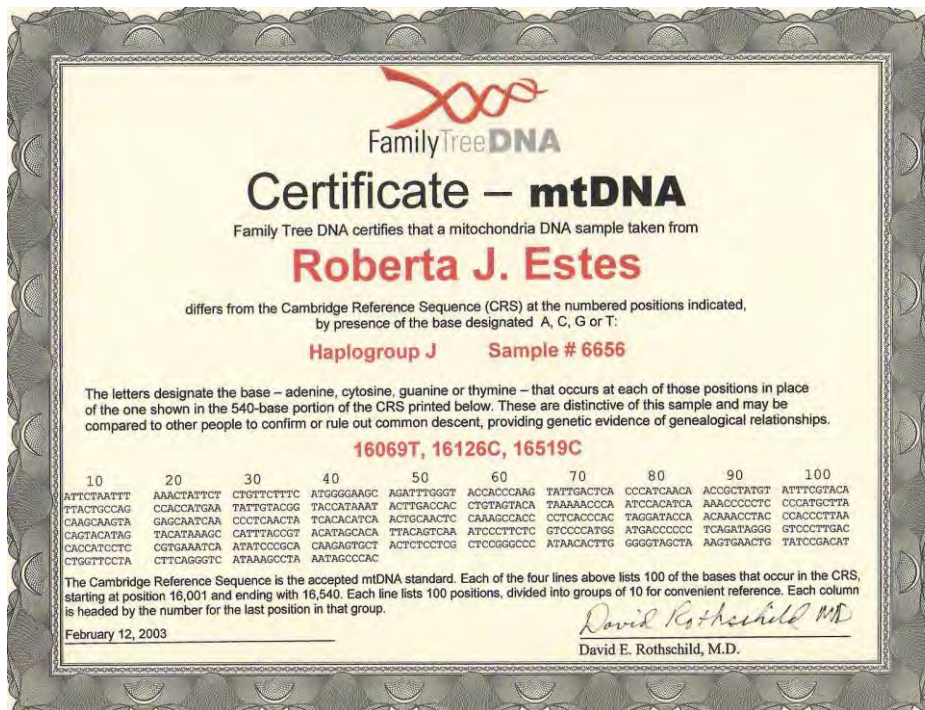 FamilyTreeDNA
Certificate – mtDNA
Family Tree DNA certifies that a mitochondria DNA sample taken from
Roberta J. Estes
differs from the Cambridge Reference Sequence (CRS) at the numbered positions indicated,
by presence of the base designated A, C, G or T:
Haplogroup J Sample # 6656
The letters designate the base – adenine, cytosine, guanine or thymine – that occurs at each of those positions in place
of the one shown in the 540-base portion of the CRS printed below. These are distinctive of this sample and may be
compared to other people to confirm or rule out common descent, providing genetic evidence of genealogical relationships.
16069T, 16126C, 16519C
10 20 30 40 50 60 70 80 90 100
ATTCTAATTT AAACTATTCT CTGTTCTTTC ATGGGGAAGC AGATTTGGGT ACCACCCAAG TATTGACTCA CCCATCAACA ACCGCTATGT ATTTCGTACA
TTACTGCCAG CCACCATGAA TATTGTACGG TACCATAAAT ACTTGACCAC CTGTAGTACA TAAAAACCCA ATCCACATCA AAACCCCCTC CCCATGCTTA
CAAGCAAGTA GAGCAATCAA CCCTCAACTA TCACACATCA ACTGCAACTC CAAAGCCACC CCTCACCCAC TAGGATACCA ACAAACCTAC CCACCCTTAA
CAGTACATAG TACATAAAGC CATTTACCGT ACATAGCACA TTACAGTCAA ATCCCTTCTC GTCCCCATGG ATGACCCCCC TCAGATAGGG GTCCCTTGAC
CACCATCCTC CGTGAAATCA ATATCCCGCA CAAGAGTGCT ACTCTCCTCG CTCCGGGCCC ATAACACTTG GGGGTAGCTA AAGTGAACTG TATCCGACAT
CTGGTTCCTA CTTCAGGGTC ATAAAGCCTA AATAGCCCAC
The Cambridge Reference Sequence is the accepted mtDNA standard. Each of the four lines above lists 100 of the bases that occur in the CRS,
starting at position 16,001 and ending with 16,540. Each line lists 100 positions, divided into groups of 10 for convenient reference. Each column
is headed by the number for the last position in that group.
February 12, 2003
David Rothschild MD
David E. Rothschild, M.D.